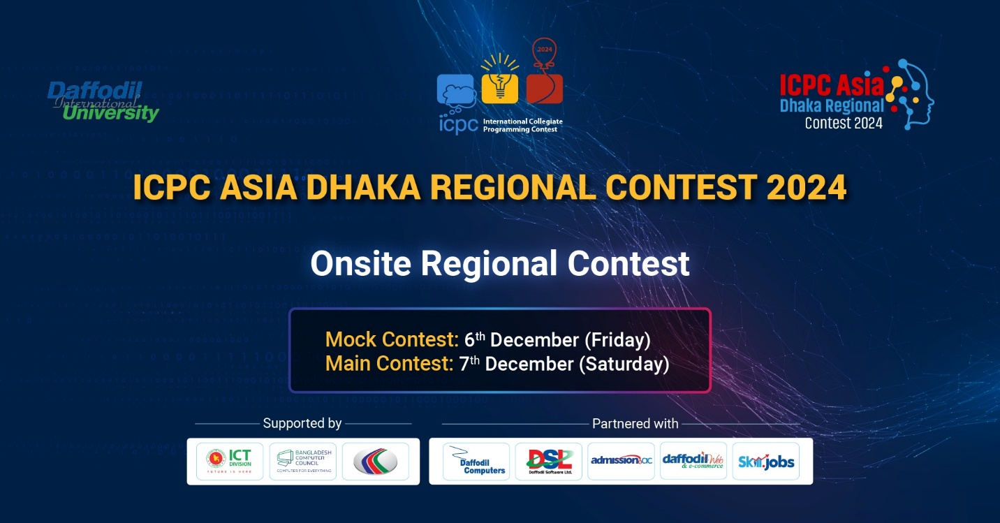 Daffodil
International
University
2024
icpc
International Collegiate
Programming Contest
ICPC Asia
Dhaka Regional
Contest 2024
ICPC ASIA DHAKA REGIONAL CONTEST 2024
Onsite Regional Contest
Mock Contest: 6th December (Friday)
Main Contest: 7th December (Saturday)
Supported by
Partnered with
ICT
DIVISION
FUTURE IS HERE
BANGLADESH
COMPUTER
COUNCIL
COMPUTER FOR EVERYTHING
Daffodil
Computers
DSL
Daffodil Software Ltd.
admission.ac
daffodil Web
& e-commerce
Skill.jobs